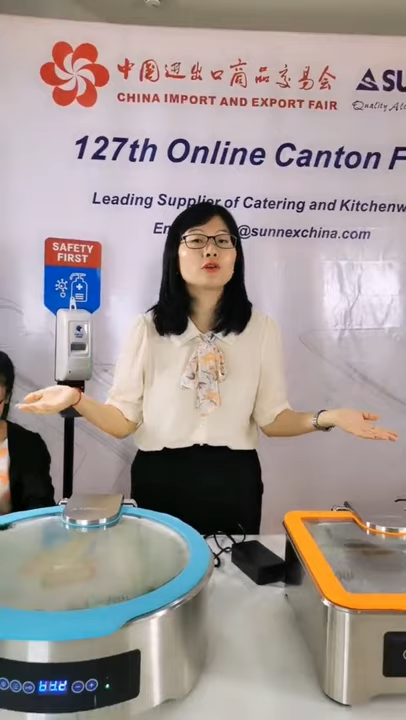 中国进出口商品交易会
CHINA IMPORT AND EXPORT FAIR
SU
Quality
127th Online Canton F
Leading Supplier of Catering and Kitchenw
@sunnexchina.com
SAFETY
FIRST